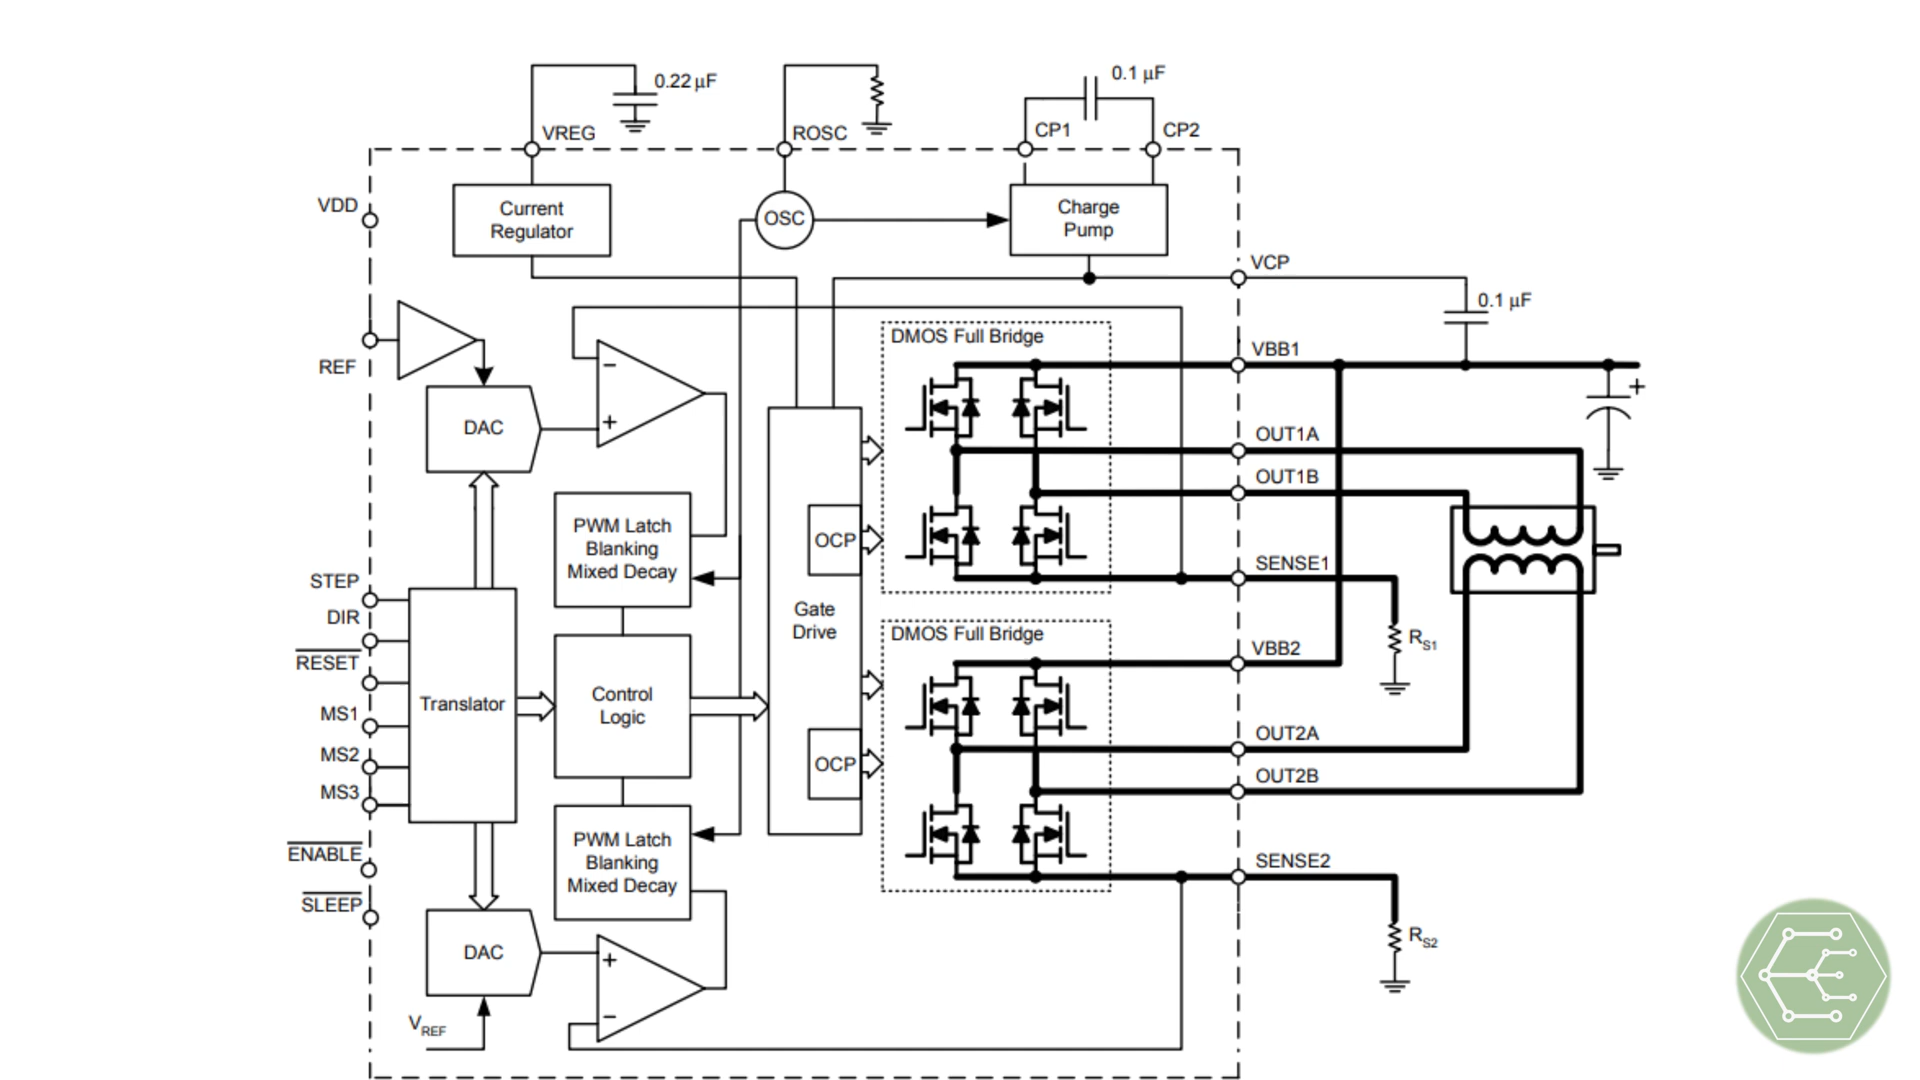 0.22 µF
0.1 µF
VREG
ROSC
CP1
CP2
VDD
Current
Regulator
OSC
Charge
Pump
VCP
0.1 µF
REF
DMOS Full Bridge
VBB1
−
+
+
DAC
OUT1A
OUT1B
PWM Latch
Blanking
Mixed Decay
OCP
SENSE1
STEP
DIR
RESET
MS1
MS2
MS3
Translator
Control
Logic
Gate
Drive
DMOS Full Bridge
RS1
VBB2
OUT2A
OCP
OUT2B
ENABLE
SLEEP
PWM Latch
Blanking
Mixed Decay
SENSE2
DAC
+
−
RS2
VREF